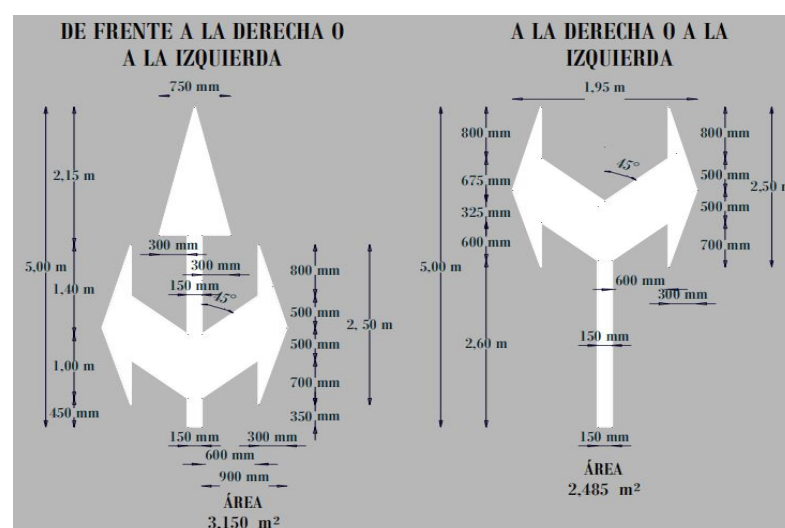 DE FRENTE A LA DERECHA O
A LA IZQUIERDA
750 mm
2,15 m
5,00 m
300 mm
300 mm
150 mm
45°
1,40 m
1,00 m
450 mm
800 mm
500 mm
500 mm
700 mm
350 mm
2,50 m
150 mm
300 mm
600 mm
900 mm
ÁREA
3,150 m²
A LA DERECHA O A LA
IZQUIERDA
1,95 m
800 mm
675 mm
325 mm
600 mm
5,00 m
2,60 m
45°
800 mm
500 mm
500 mm
700 mm
2,50 m
600 mm
300 mm
150 mm
150 mm
ÁREA
2,485 m²